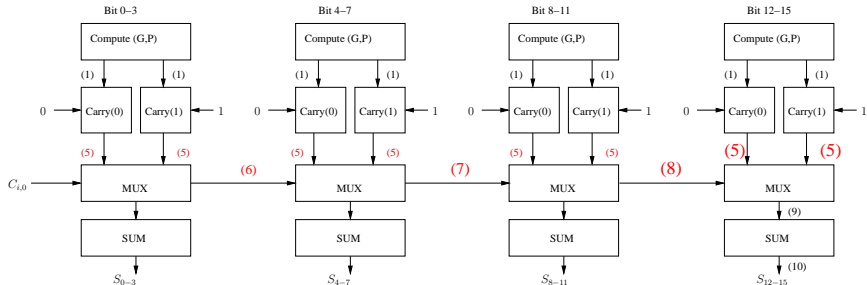 Bit 0–3 Bit 4–7 Bit 8–11 Bit 12–15
Compute (G,P) Compute (G,P) Compute (G,P) Compute (G,P)
(1) (1) (1) (1) (1) (1) (1) (1)
0 Carry(0) Carry(1) 1 0 Carry(0) Carry(1) 1 0 Carry(0) Carry(1) 1 0 Carry(0) Carry(1) 1
(5) (5) (5) (5) (5) (5) (5) (5)
(6) (7) (8)
C_{i,0} MUX MUX MUX MUX
(9)
SUM SUM SUM SUM
(10)
S_{0–3} S_{4–7} S_{8–11} S_{12–15}